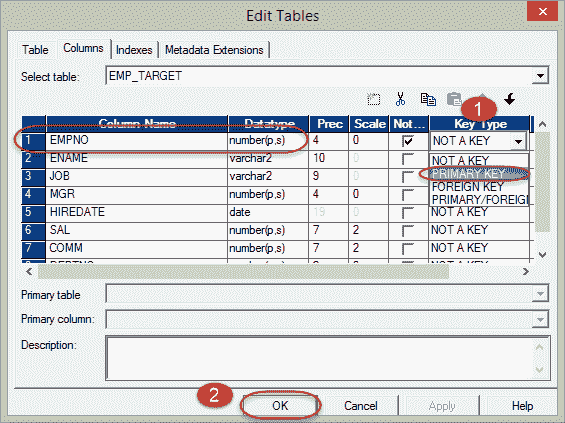 Edit Tables
Table Columns Indexes Metadata Extensions
Select table: EMP_TARGET
1
Column Name Datatype Prec Scale Not... Key Type
1 EMPNO number(p,s) 4 0 NOT A KEY
2 ENAME varchar2 10 0 NOT A KEY
3 JOB varchar2 9 0 PRIMARY KEY
FOREIGN KEY
4 MGR number(p,s) 4 0 PRIMARY/FOREIG
5 HIREDATE date 19 0 NOT A KEY
6 SAL number(p,s) 7 2 NOT A KEY
7 COMM number(p,s) 7 2 NOT A KEY
Primary table
Primary column:
Description:
2
OK Cancel Apply Help